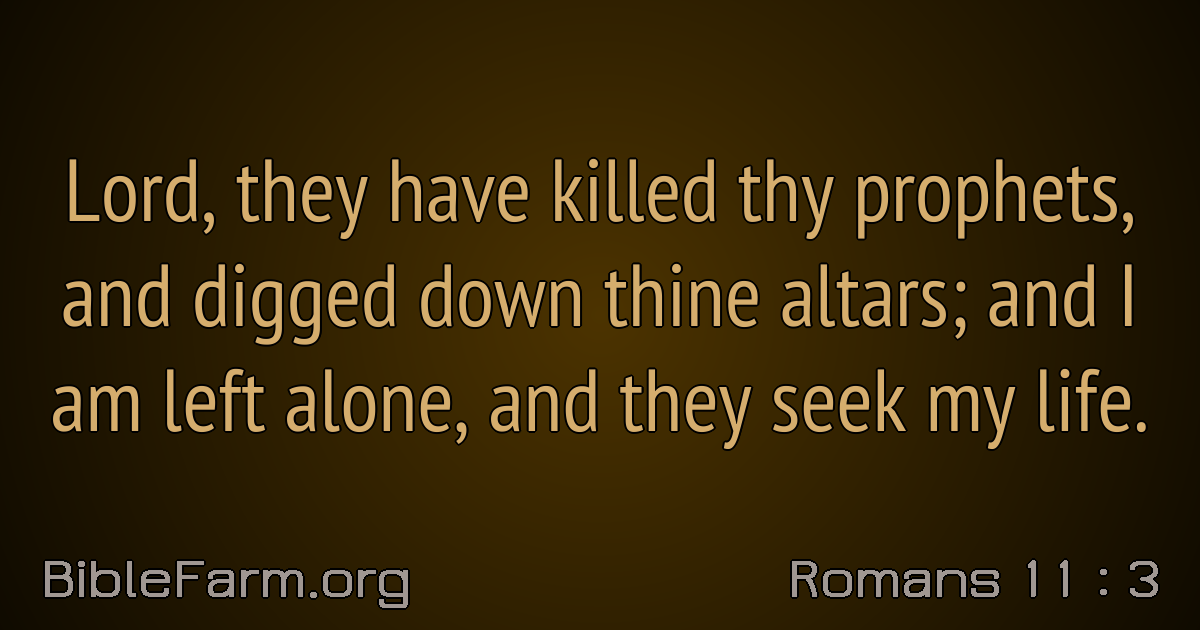 Lord, they have killed thy prophets,
and digged down thine altars; and I
am left alone, and they seek my life.
BibleFarm.org
Romans 11 : 3